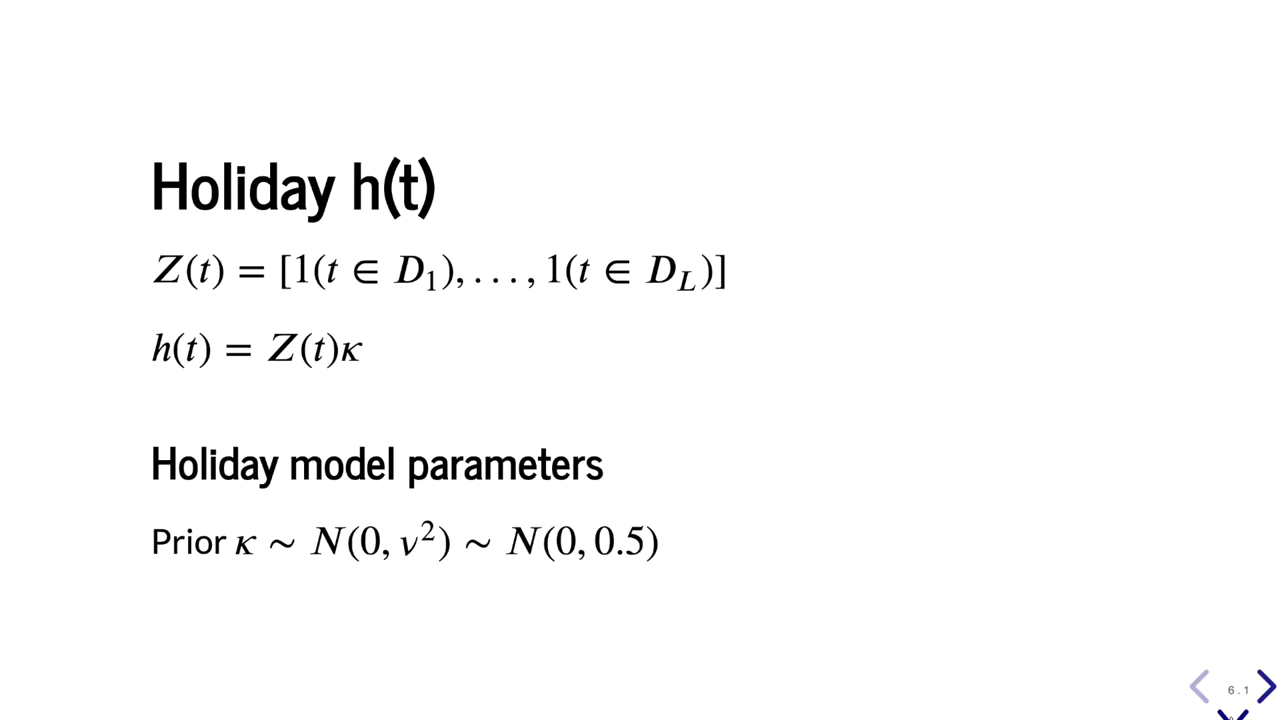 Holiday h(t)
Z(t) = [1(t ∈ D₁), . . . , 1(t ∈ D_L)]
h(t) = Z(t)κ
Holiday model parameters
Prior κ ∼ N(0, ν²) ∼ N(0, 0.5)
6 . 1